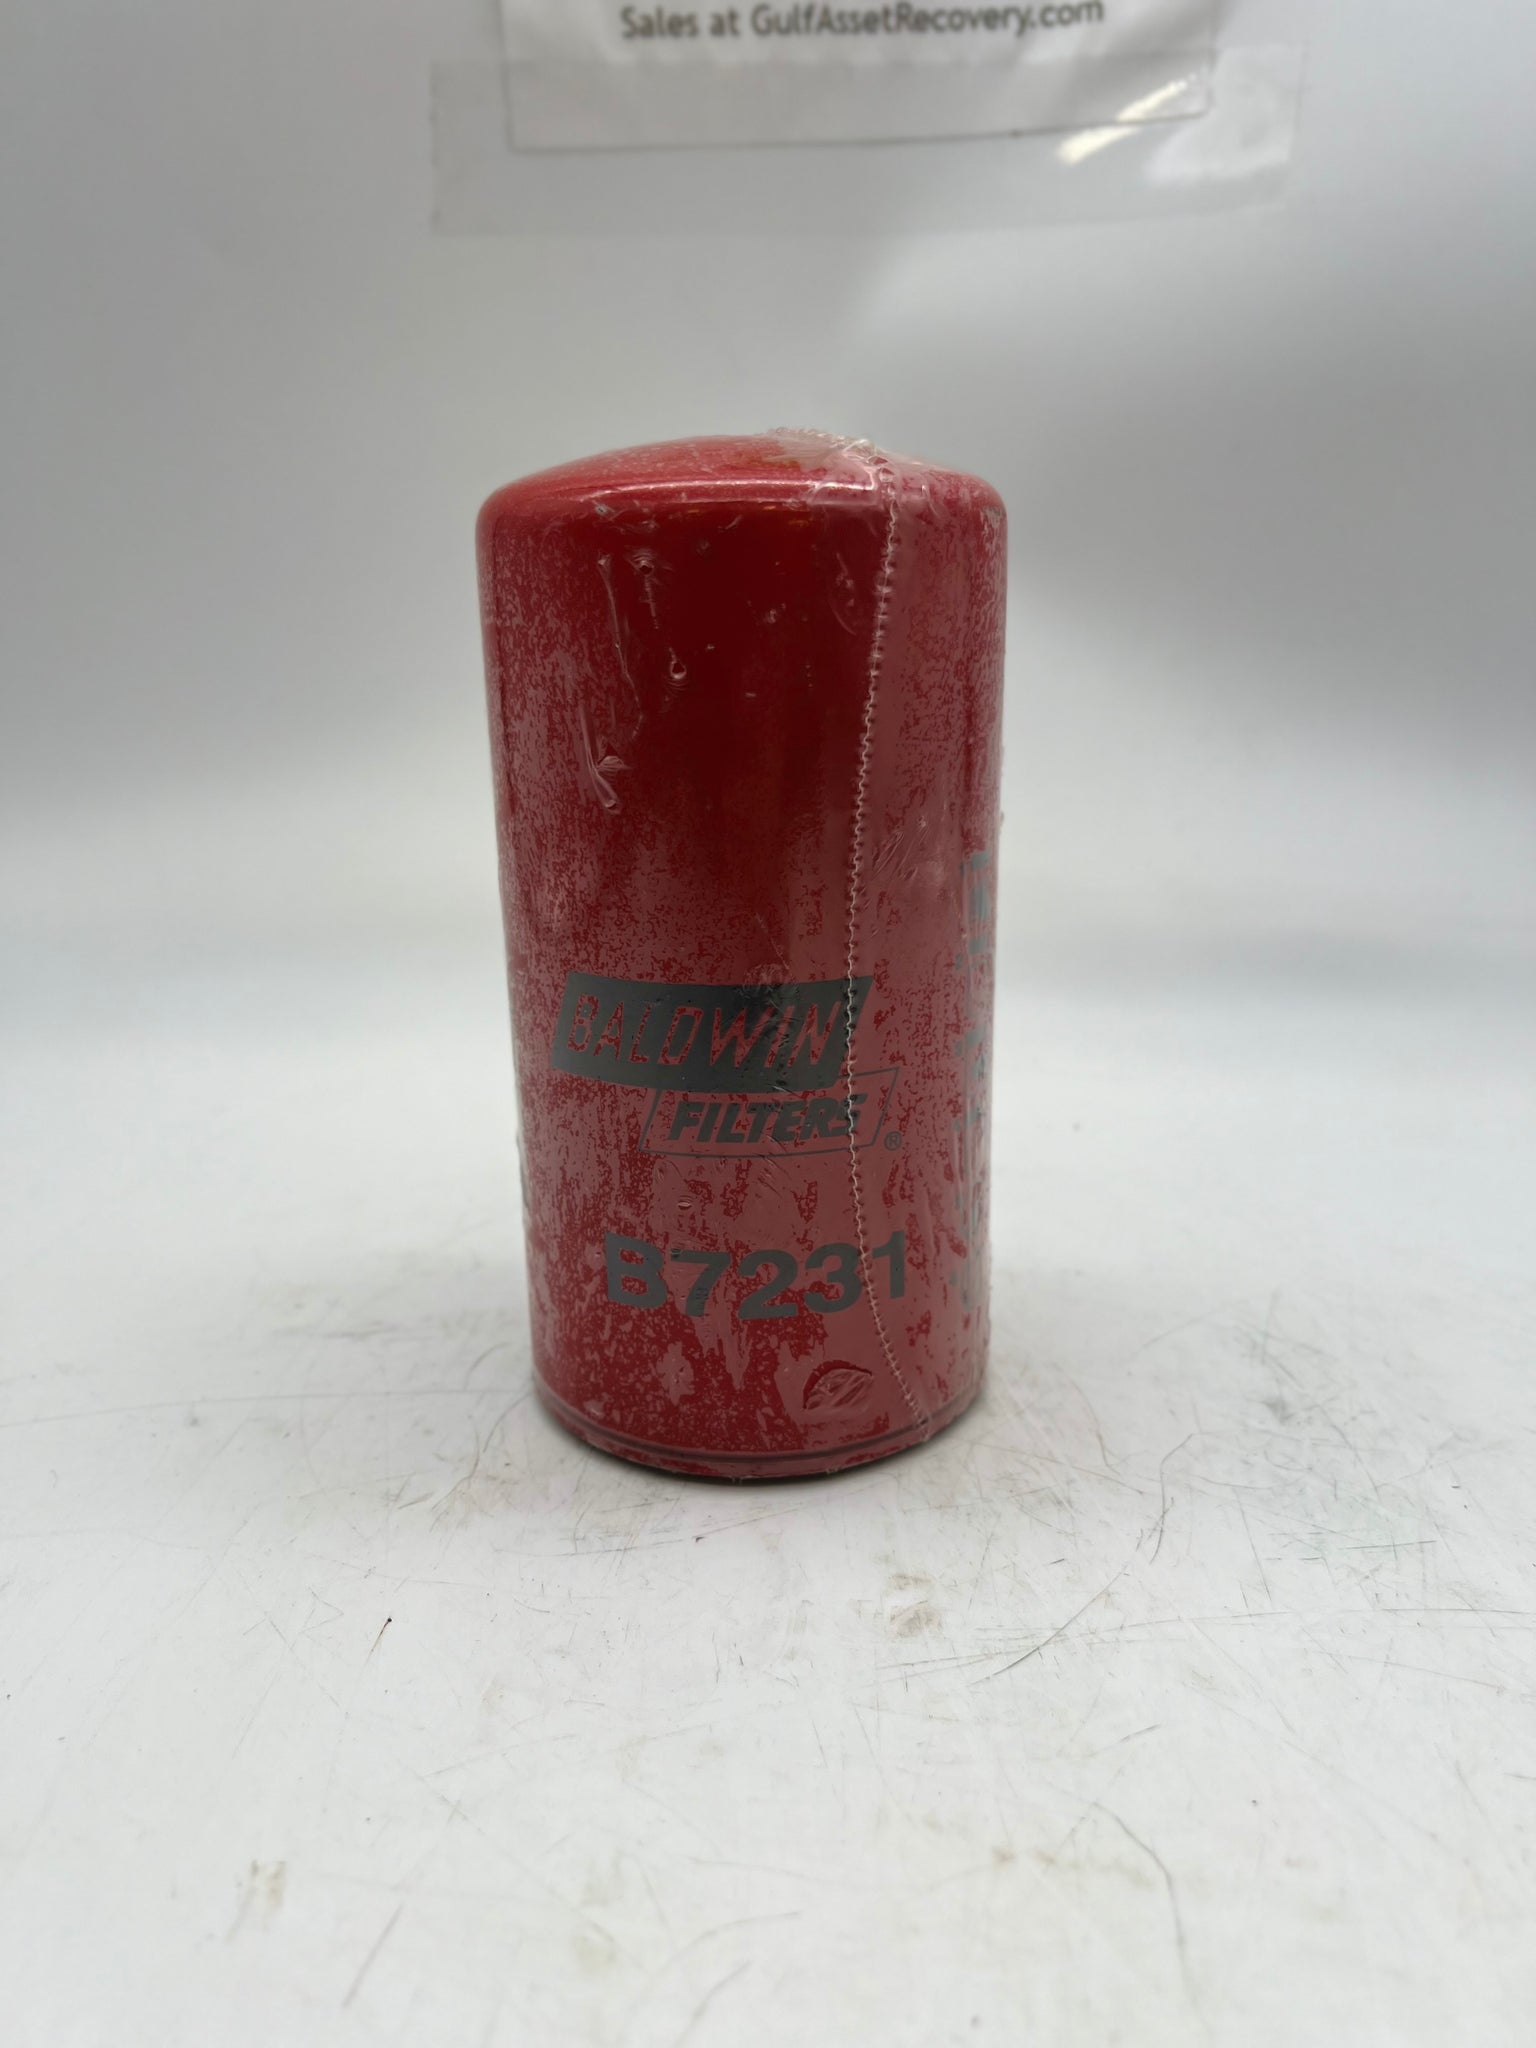 Sales at GulfAssetRecovery.com
BALDWIN
FILTERS®
B7231